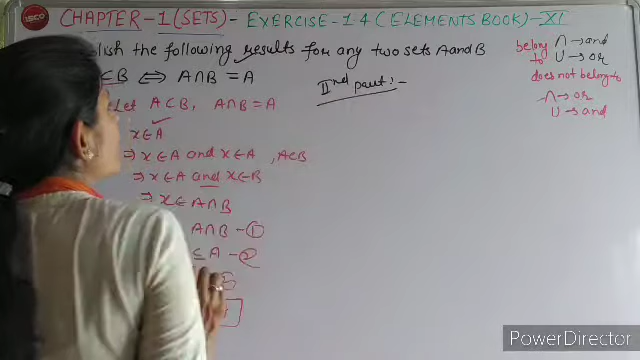 ISCO CHAPTER-1 (SETS)- EXERCISE-1.4 (ELEMENTS BOOK)-XI
the following results for any two sets A and B
⊂B ⇔ A∩B = A
IInd part:-
Let A⊂B, A∩B = A
x∈A
⇒ x∈A and x∈A , A⊂B
⇒ x∈A and x∈B
⇒ x∈A∩B
A∩B -①
⊆A -②
belong to ∩→and
∪→or
does not belong to
∩→or
∪→and
PowerDirector